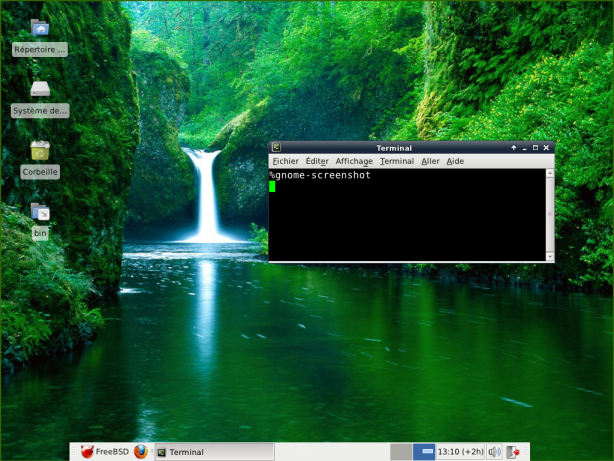 Répertoire ...
Système de...
Corbeille
bin
Terminal
Fichier Éditer Affichage Terminal Aller Aide
%gnome-screenshot
FreeBSD
Terminal
13:10 (+2h)